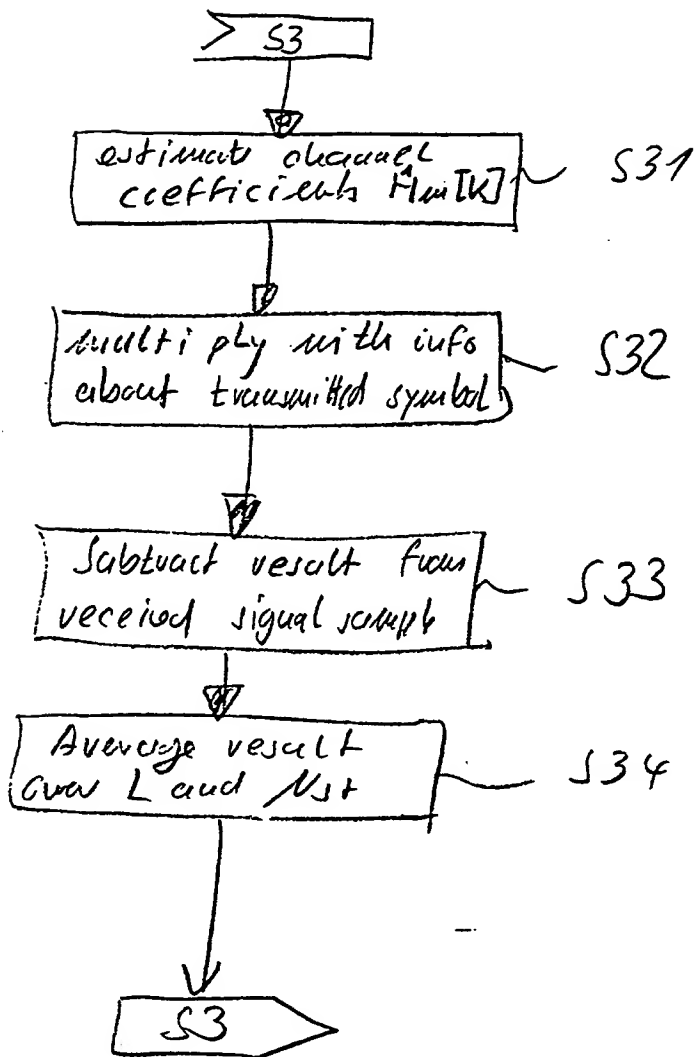 S3
estimate channel
coefficients Ĥm[k]
S31
multiply with info
about transmitted symbol
S32
Subtract result from
received signal sample
S33
Average result
over L and Nst
S34
S3